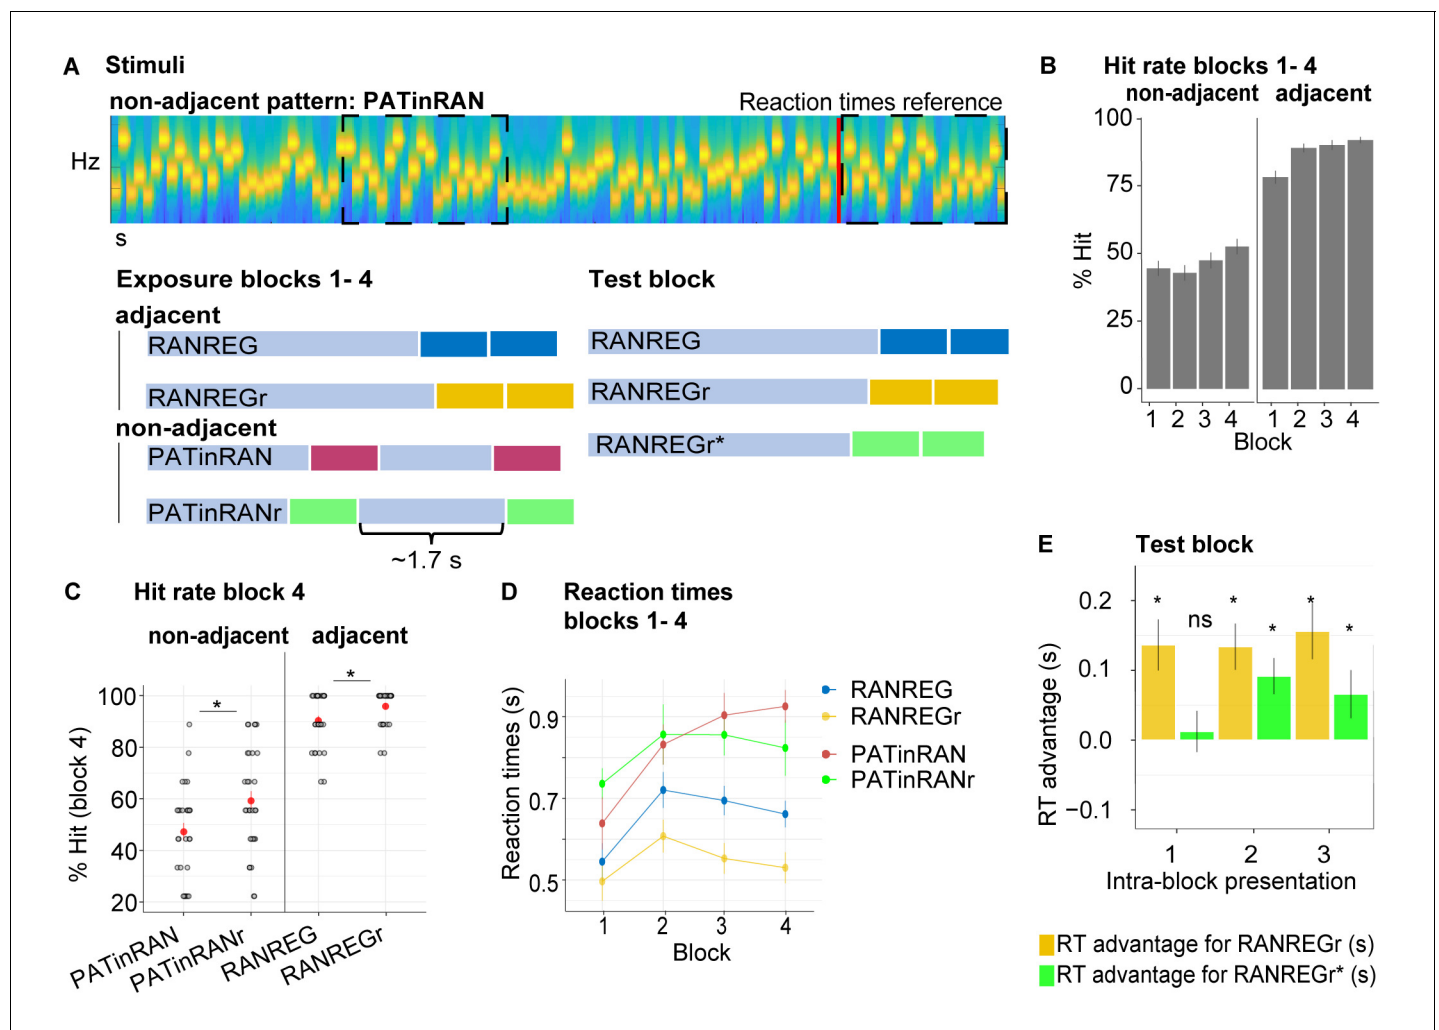 A Stimuli
non-adjacent pattern: PATinRAN
Reaction times reference
Hz
s
Exposure blocks 1- 4
adjacent
RANREG
RANREGr
non-adjacent
PATinRAN
PATinRANr
~1.7 s
Test block
RANREG
RANREGr
RANREGr*
B Hit rate blocks 1- 4
non-adjacent adjacent
100
75
50
25
0
% Hit
1 2 3 4 1 2 3 4
Block
C Hit rate block 4
non-adjacent adjacent
* *
100
80
60
40
20
% Hit (block 4)
PATinRAN
PATinRANr
RANREG
RANREGr
D Reaction times
blocks 1- 4
0.9
0.7
0.5
Reaction times (s)
1 2 3 4
Block
RANREG
RANREGr
PATinRAN
PATinRANr
E Test block
0.2
0.1
0.0
−0.1
RT advantage (s)
* ns * * * *
1 2 3
Intra-block presentation
RT advantage for RANREGr (s)
RT advantage for RANREGr* (s)